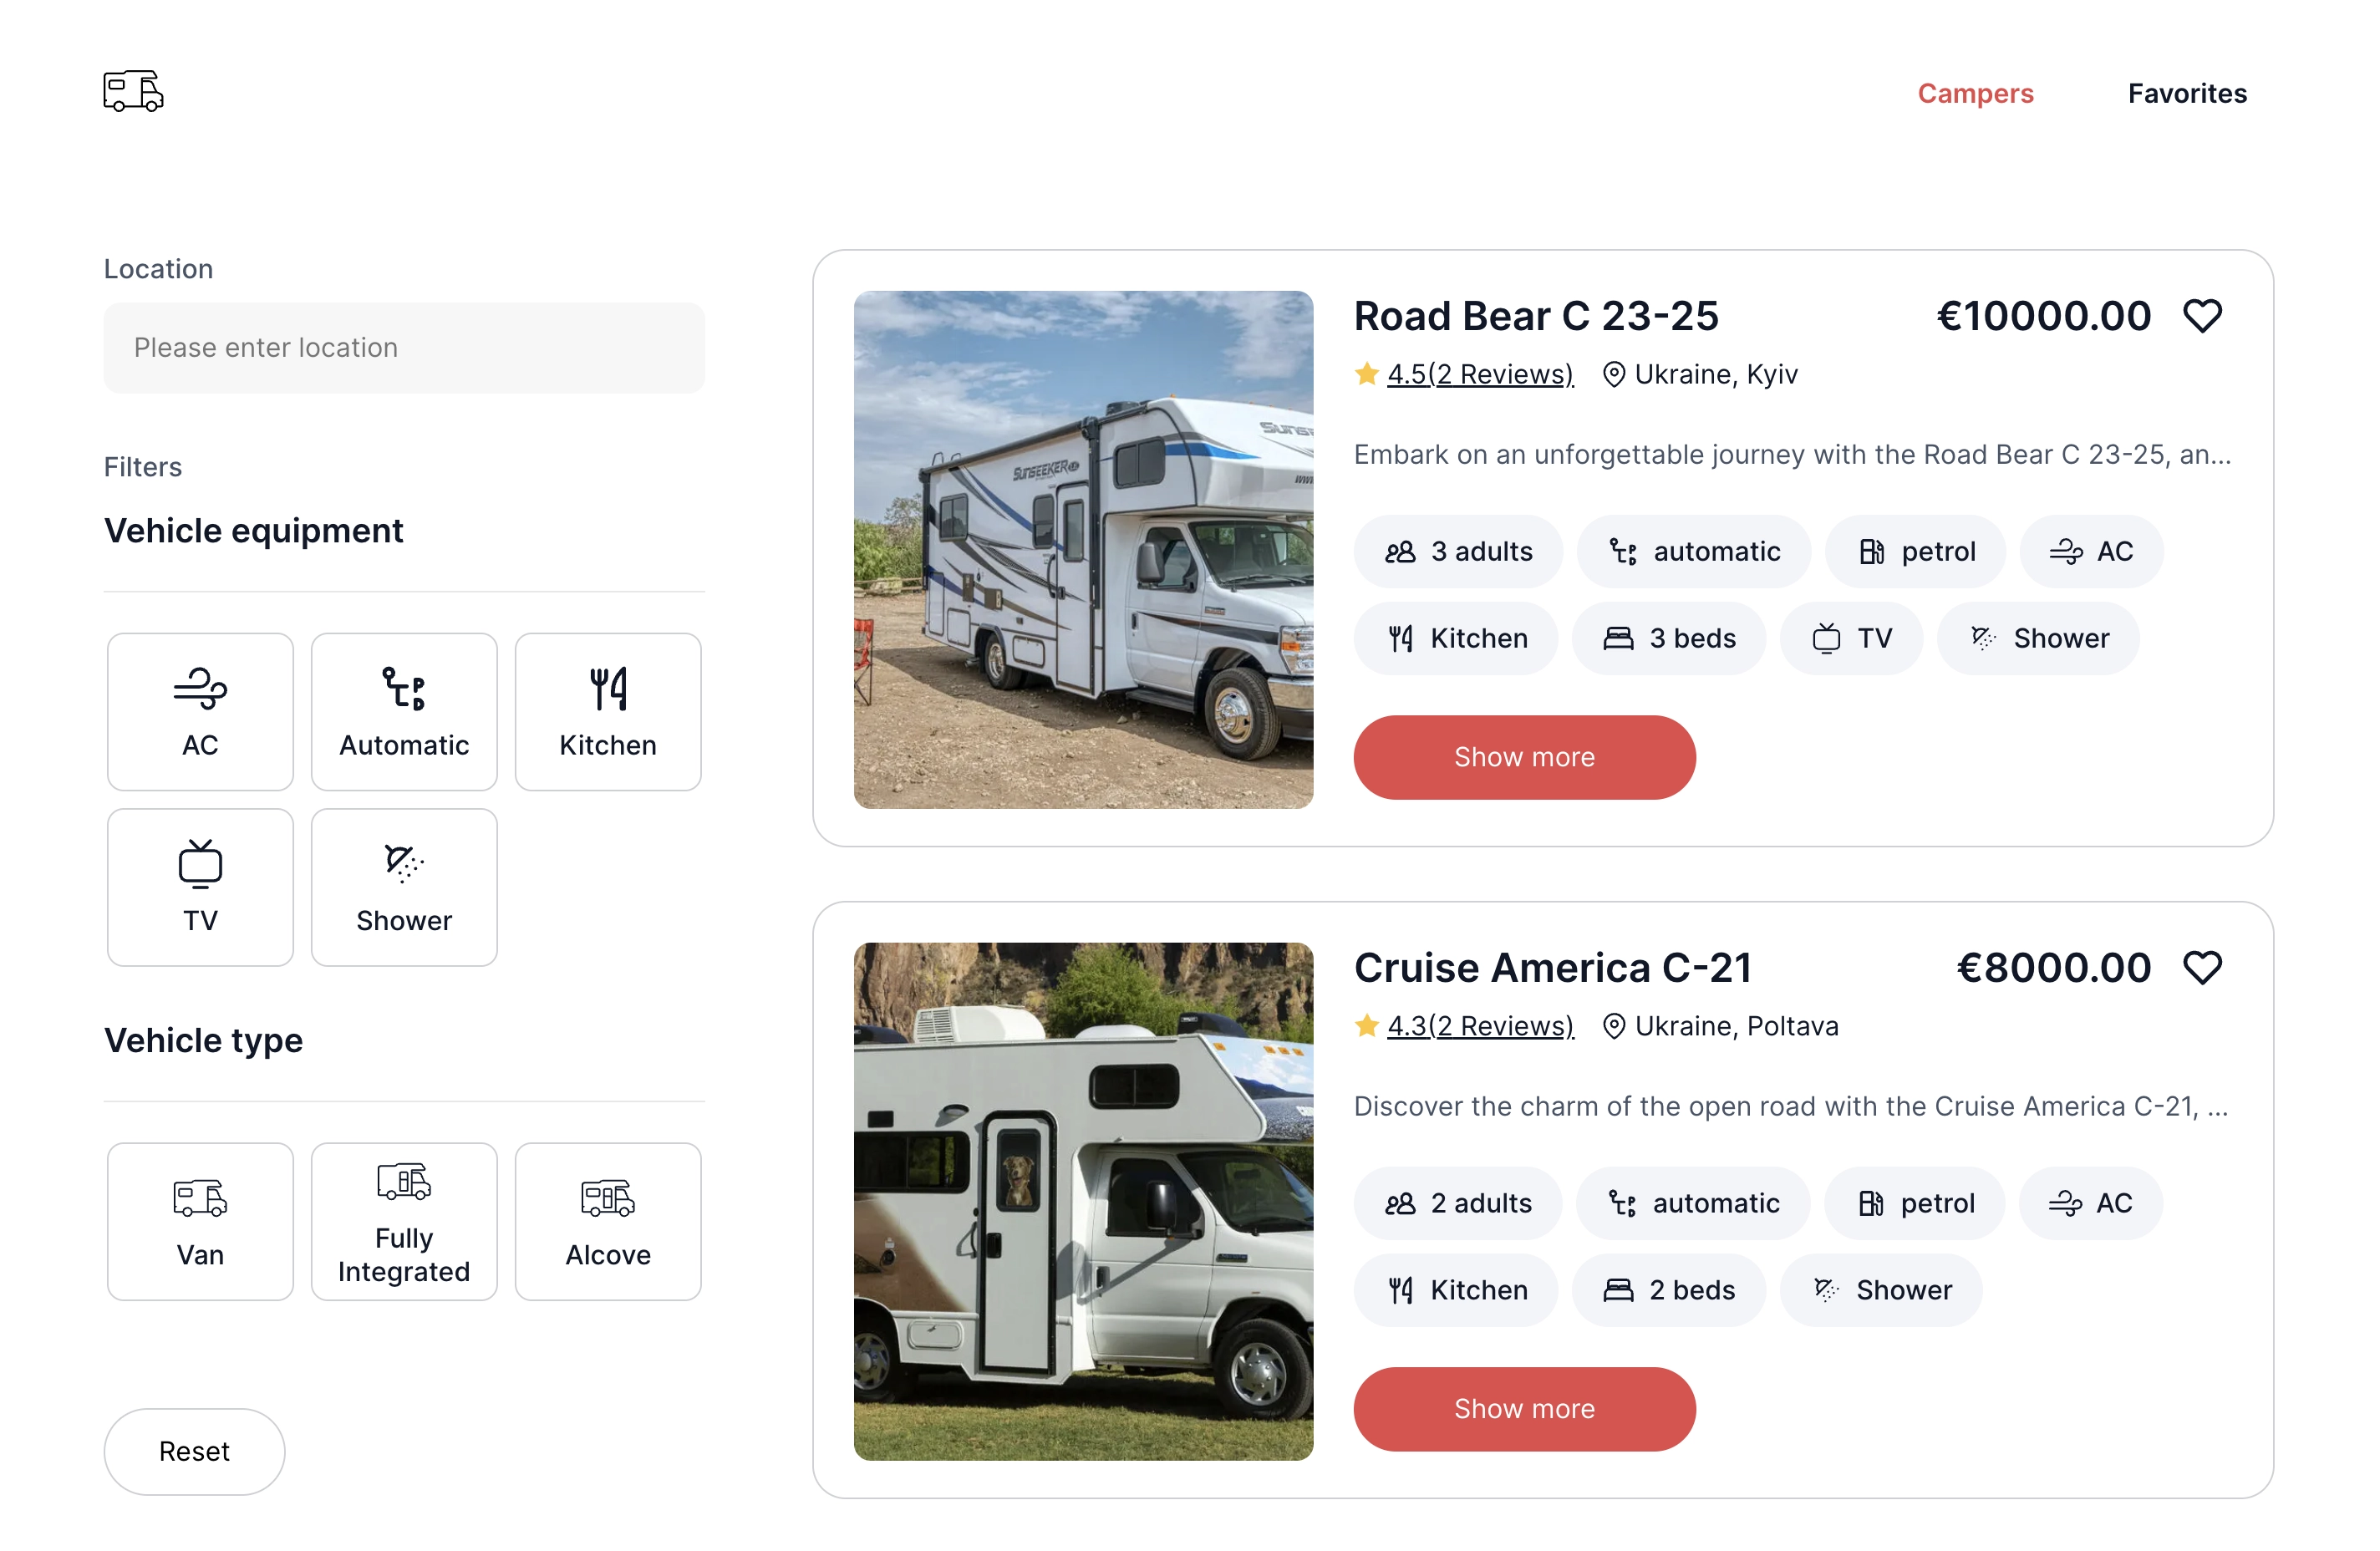 Campers
Favorites
Location
Please enter location
Filters
Vehicle equipment
AC
Automatic
Kitchen
TV
Shower
Vehicle type
Van
Fully
Integrated
Alcove
Reset
Road Bear C 23-25
€10000.00
4.5(2 Reviews)
Ukraine, Kyiv
Embark on an unforgettable journey with the Road Bear C 23-25, an...
3 adults
automatic
petrol
AC
Kitchen
3 beds
TV
Shower
Show more
SUNSEEKER
Cruise America C-21
€8000.00
4.3(2 Reviews)
Ukraine, Poltava
Discover the charm of the open road with the Cruise America C-21, ...
2 adults
automatic
petrol
AC
Kitchen
2 beds
Shower
Show more